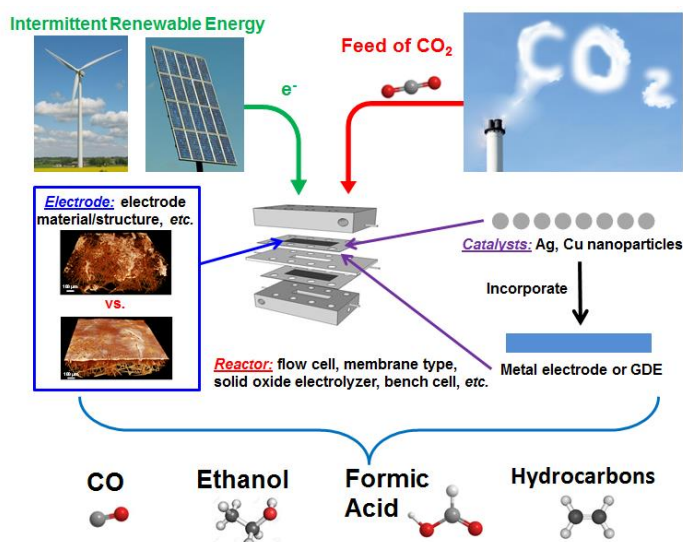 Intermittent Renewable Energy
Feed of CO₂
CO₂
e⁻
Electrode: electrode
material/structure, etc.
100 µm
vs.
100 µm
Catalysts: Ag, Cu nanoparticles
Incorporate
Metal electrode or GDE
Reactor: flow cell, membrane type,
solid oxide electrolyzer, bench cell, etc.
CO
Ethanol
Formic
Acid
Hydrocarbons